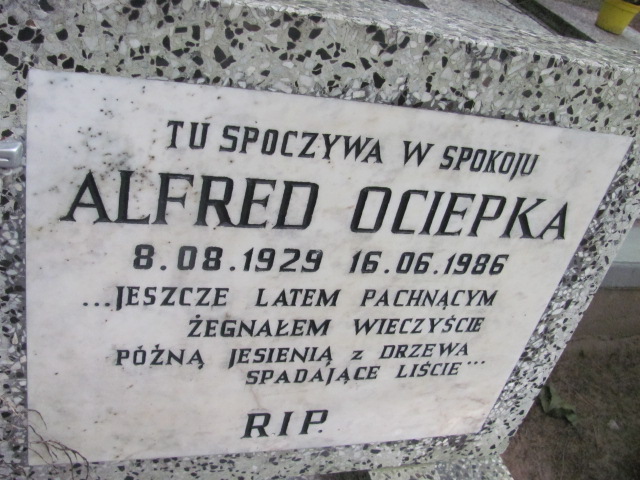 TU SPOCZYWA W SPOKOJU
ALFRED OCIEPKA
8.08.1929 16.06.1986
...JESZCZE LATEM PACHNĄCYM
ŻEGNAŁEM WIECZYŚCIE
PÓŹNĄ JESIENIĄ z DRZEWA
SPADAJĄCE LIŚCIE...
RIP.